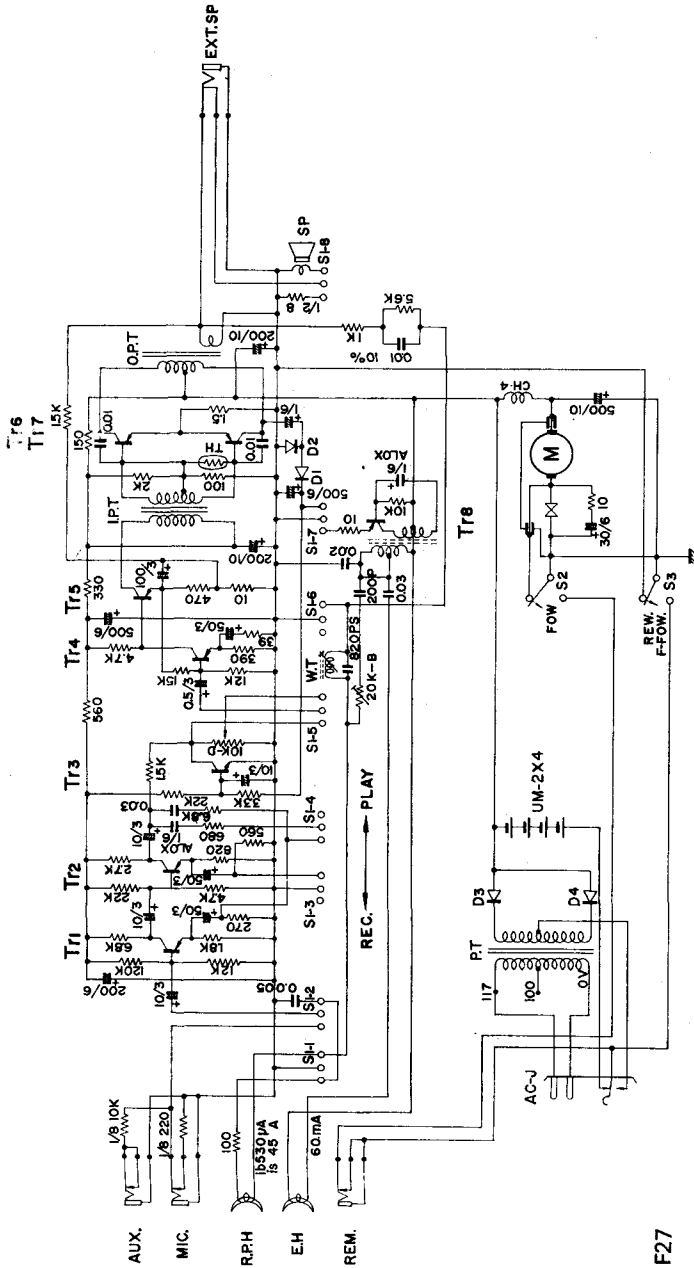 Tr1
Tr2
Tr3
Tr4
Tr5
Tr6
Tr7
560
330
150
1.5K
200/6
120K
6.8K
22K
2.7K
10/3
0.03
1.5K
4.7K
500/6
100/3
I.P.T
2K
0.01
O.P.T
EXT.SP
AUX.
1/8 10K
10/3
10/3
1/6
ALOX
22K
10K-D
0.5/3
15K
50/3
470
TH
100
15
12K
1.8K
50/3
270
4.7K
50/3
820
680
6.8K
560
33K
10/3
12K
390
39
10
200/10
0.01
500/6
D1
D2
1/6
200/10
MIC.
1/8 220
0.005
S1-1
S1-2
S1-3
S1-4
S1-5
W.T
S1-6
S1-7
1/2 8
SP
S1-8
R.P.H
100
ib530μA
is 45 A
REC.
PLAY
820PS
20K-B
0.02
200P
0.03
10
10K
1/6
ALOX
Tr8
1K
5.6K
0.01 10%
E.H
60.mA
REM.
AC-J
117
100
0V
P.T
D3
D4
UM-2X4
FOW
S2
30/6
10
M
CH-4
500/10
REW.
F-FOW.
S3
F27